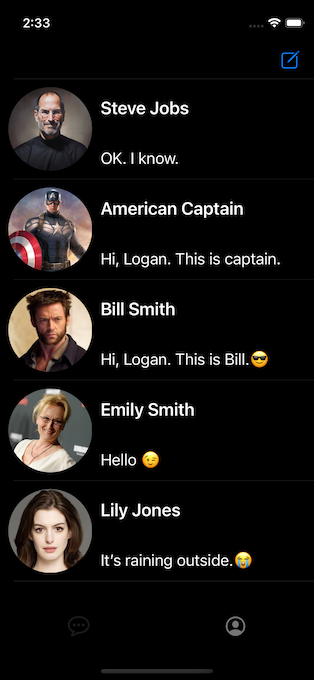 2:33
Steve Jobs
OK. I know.
American Captain
Hi, Logan. This is captain.
Bill Smith
Hi, Logan. This is Bill.😎
Emily Smith
Hello 😉
Lily Jones
It's raining outside.😭